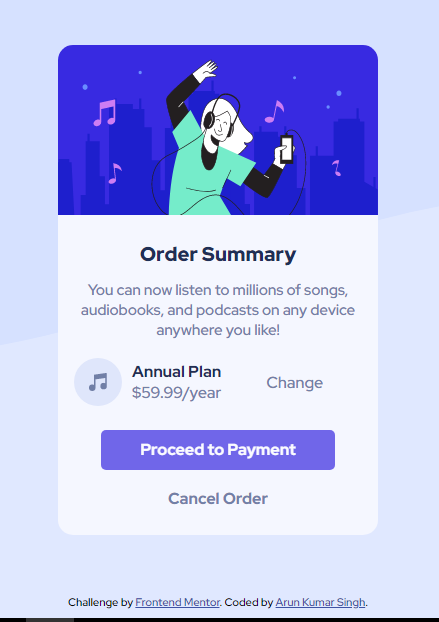 Order Summary
You can now listen to millions of songs,
audiobooks, and podcasts on any device
anywhere you like!
Annual Plan
$59.99/year
Change
Proceed to Payment
Cancel Order
Challenge by Frontend Mentor. Coded by Arun Kumar Singh.